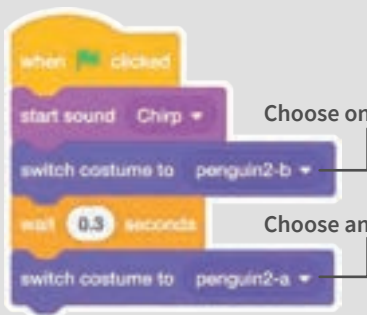 when clicked
start sound Chirp
Choose on
switch costume to penguin2-b
wait 0.3 seconds
Choose an
switch costume to penguin2-a